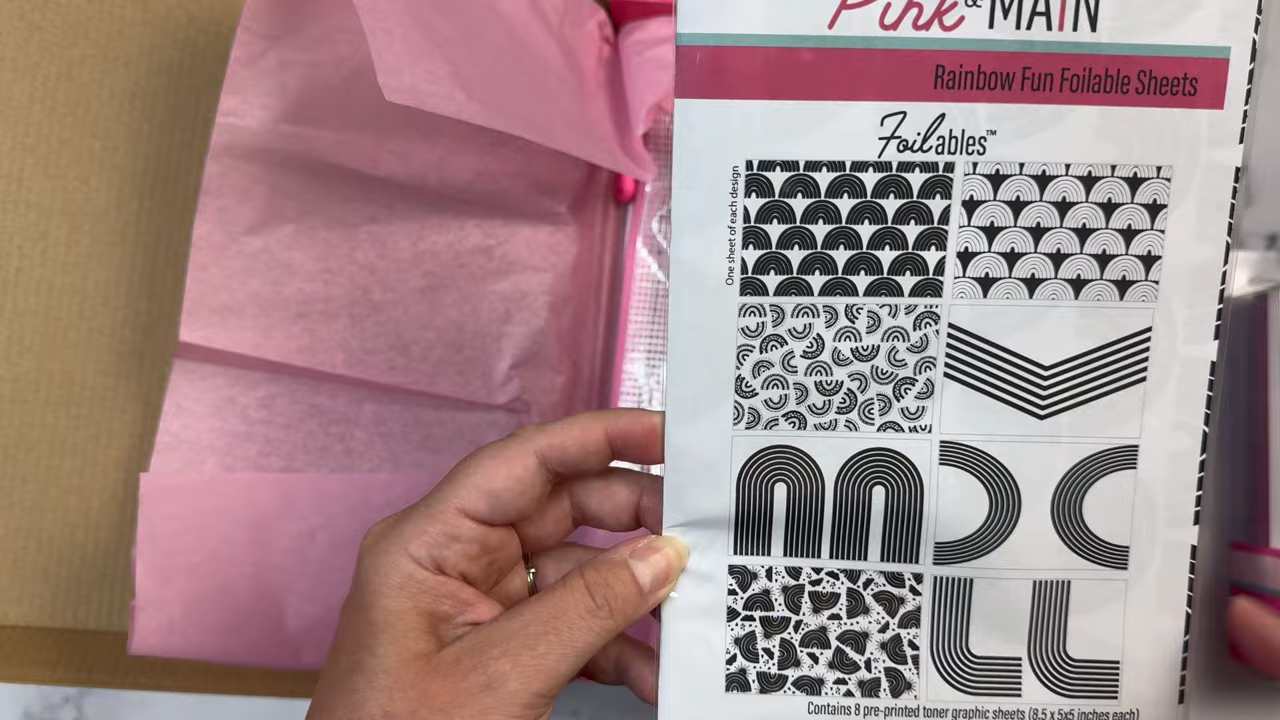 Pink & MAIN
Rainbow Fun Foilable Sheets
Foilables™
One sheet of each design
Contains 8 pre-printed toner graphic sheets (8.5 x 5x5 inches each)